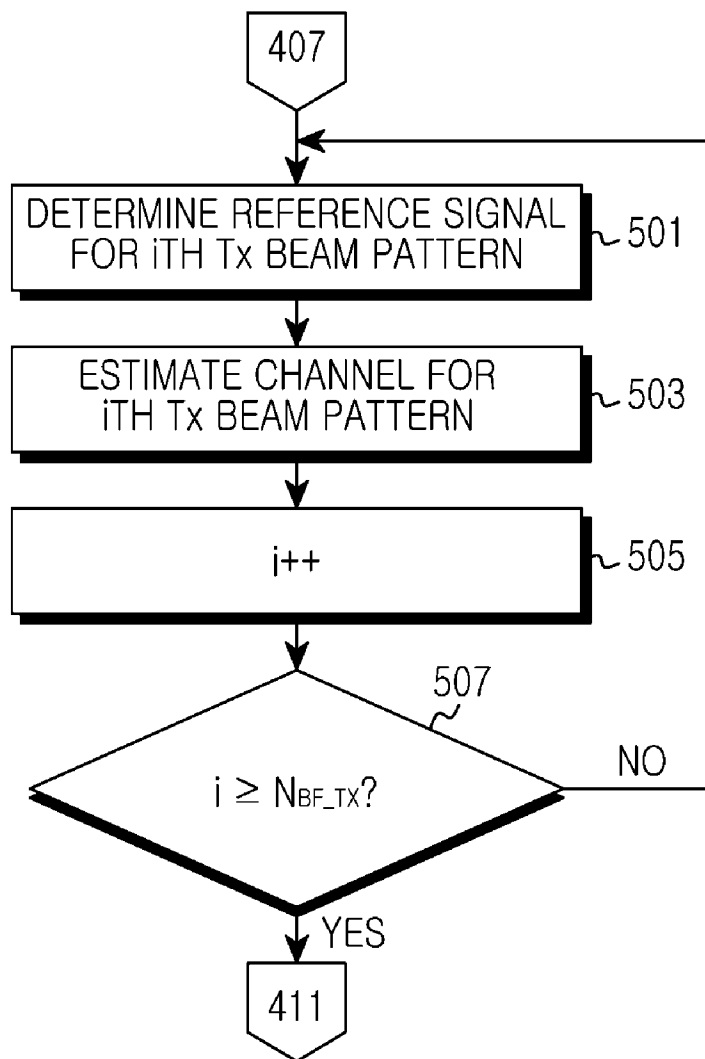 407
DETERMINE REFERENCE SIGNAL
FOR iTH Tx BEAM PATTERN
501
ESTIMATE CHANNEL FOR
iTH Tx BEAM PATTERN
503
i++
505
507
i ≥ NBF_TX?
NO
YES
411